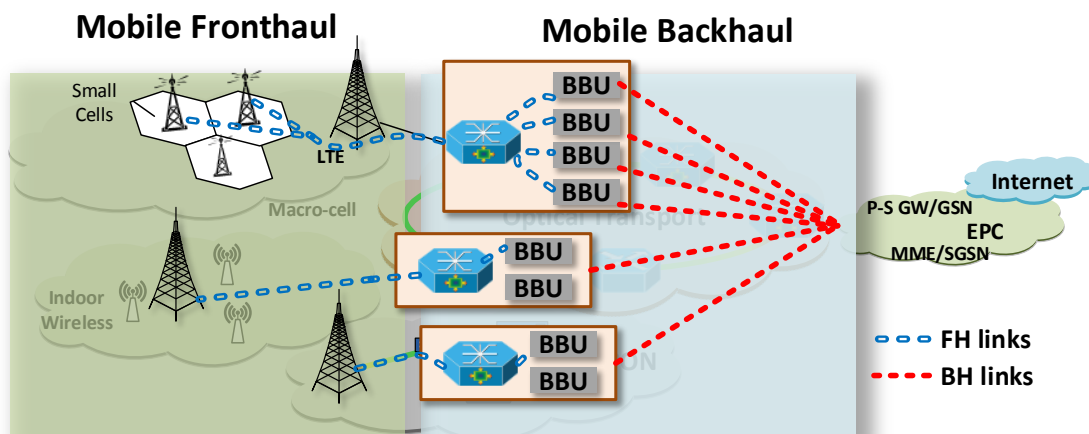 Mobile Fronthaul
Mobile Backhaul
Small
Cells
LTE
Macro-cell
Indoor
Wireless
BBU
BBU
BBU
BBU
Optical Transport
BBU
BBU
BBU
BBU
Internet
P-S GW/GSN
EPC
MME/SGSN
FH links
BH links